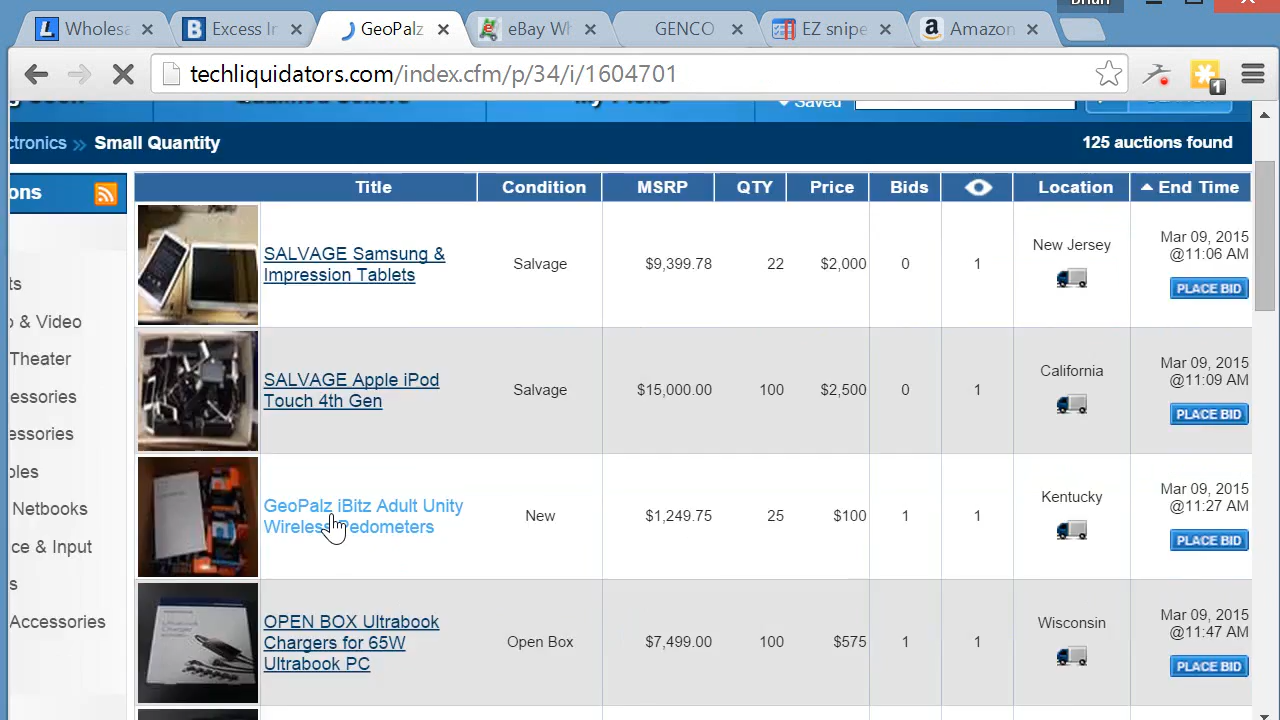 Brian
Wholesa
Excess In
GeoPalz
eBay Wh
GENCO
EZ snipe
Amazon
techliquidators.com/index.cfm/p/34/i/1604701
1
Saved
ctronics » Small Quantity
125 auctions found
ons
Title
Condition
MSRP
QTY
Price
Bids
Location
End Time
SALVAGE Samsung &
Impression Tablets
Salvage
$9,399.78
22
$2,000
0
1
New Jersey
Mar 09, 2015
@11:06 AM
PLACE BID
SALVAGE Apple iPod
Touch 4th Gen
Salvage
$15,000.00
100
$2,500
0
1
California
Mar 09, 2015
@11:09 AM
PLACE BID
GeoPalz iBitz Adult Unity
Wireless Pedometers
New
$1,249.75
25
$100
1
1
Kentucky
Mar 09, 2015
@11:27 AM
PLACE BID
OPEN BOX Ultrabook
Chargers for 65W
Ultrabook PC
Open Box
$7,499.00
100
$575
1
1
Wisconsin
Mar 09, 2015
@11:47 AM
PLACE BID
ts
o & Video
Theater
essories
essories
oles
Netbooks
ce & Input
s
Accessories